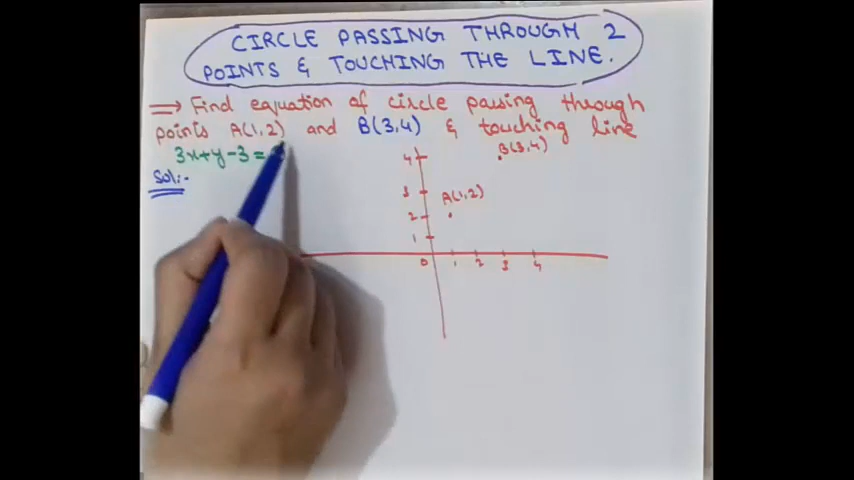 CIRCLE PASSING THROUGH 2
POINTS & TOUCHING THE LINE.
⇒ Find equation of circle passing through
points A(1,2) and B(3,4) & touching line
3x+y-3=
Sol:-
B(3,4)
4
3
A(1,2)
2
1
0 1 2 3 4